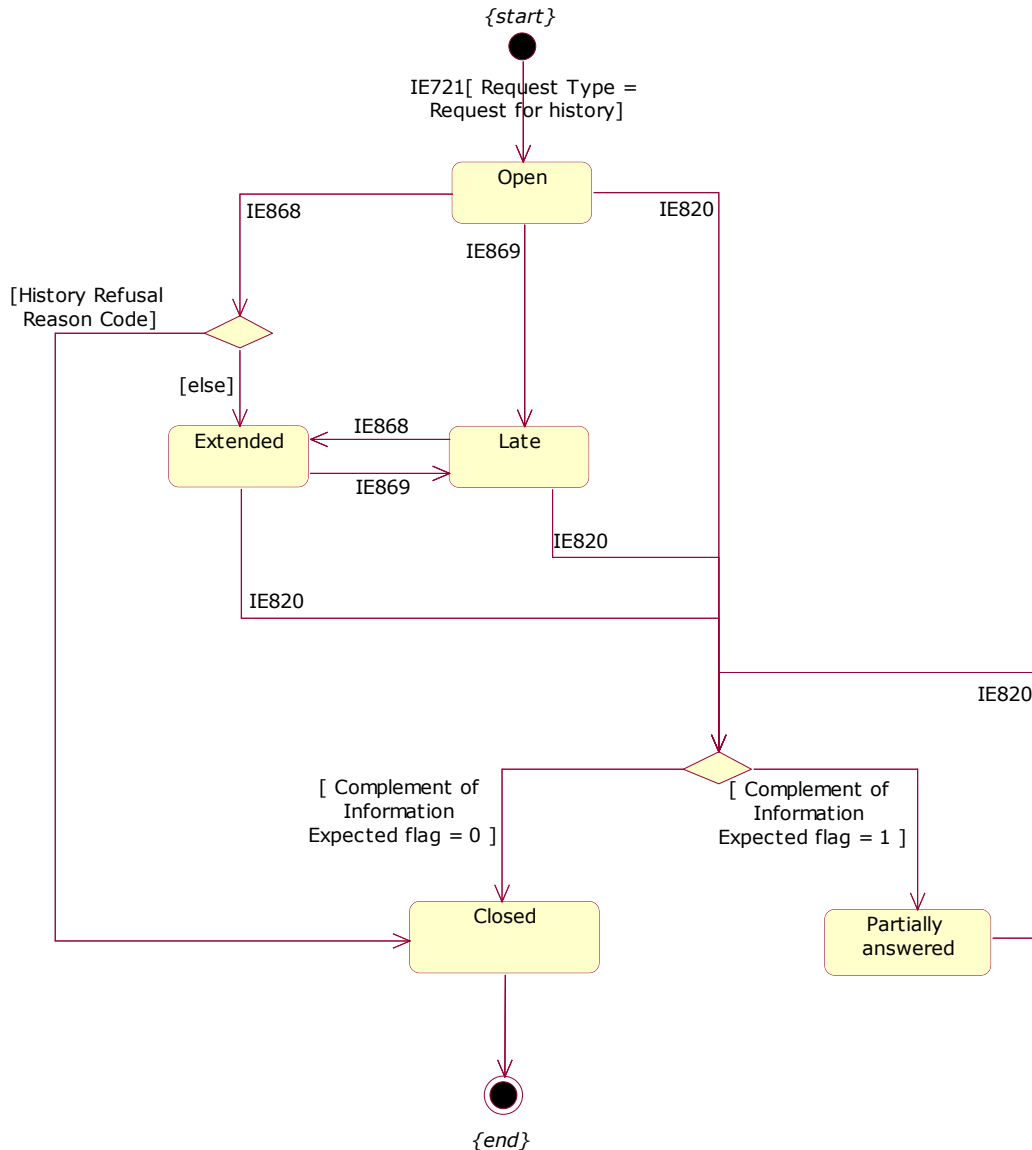 {start}
IE721[ Request Type =
Request for history]
Open
IE868
IE820
IE869
[History Refusal
Reason Code]
[else]
Extended
IE868
Late
IE869
IE820
IE820
IE820
[ Complement of
Information
Expected flag = 0 ]
[ Complement of
Information
Expected flag = 1 ]
Closed
Partially
answered
{end}